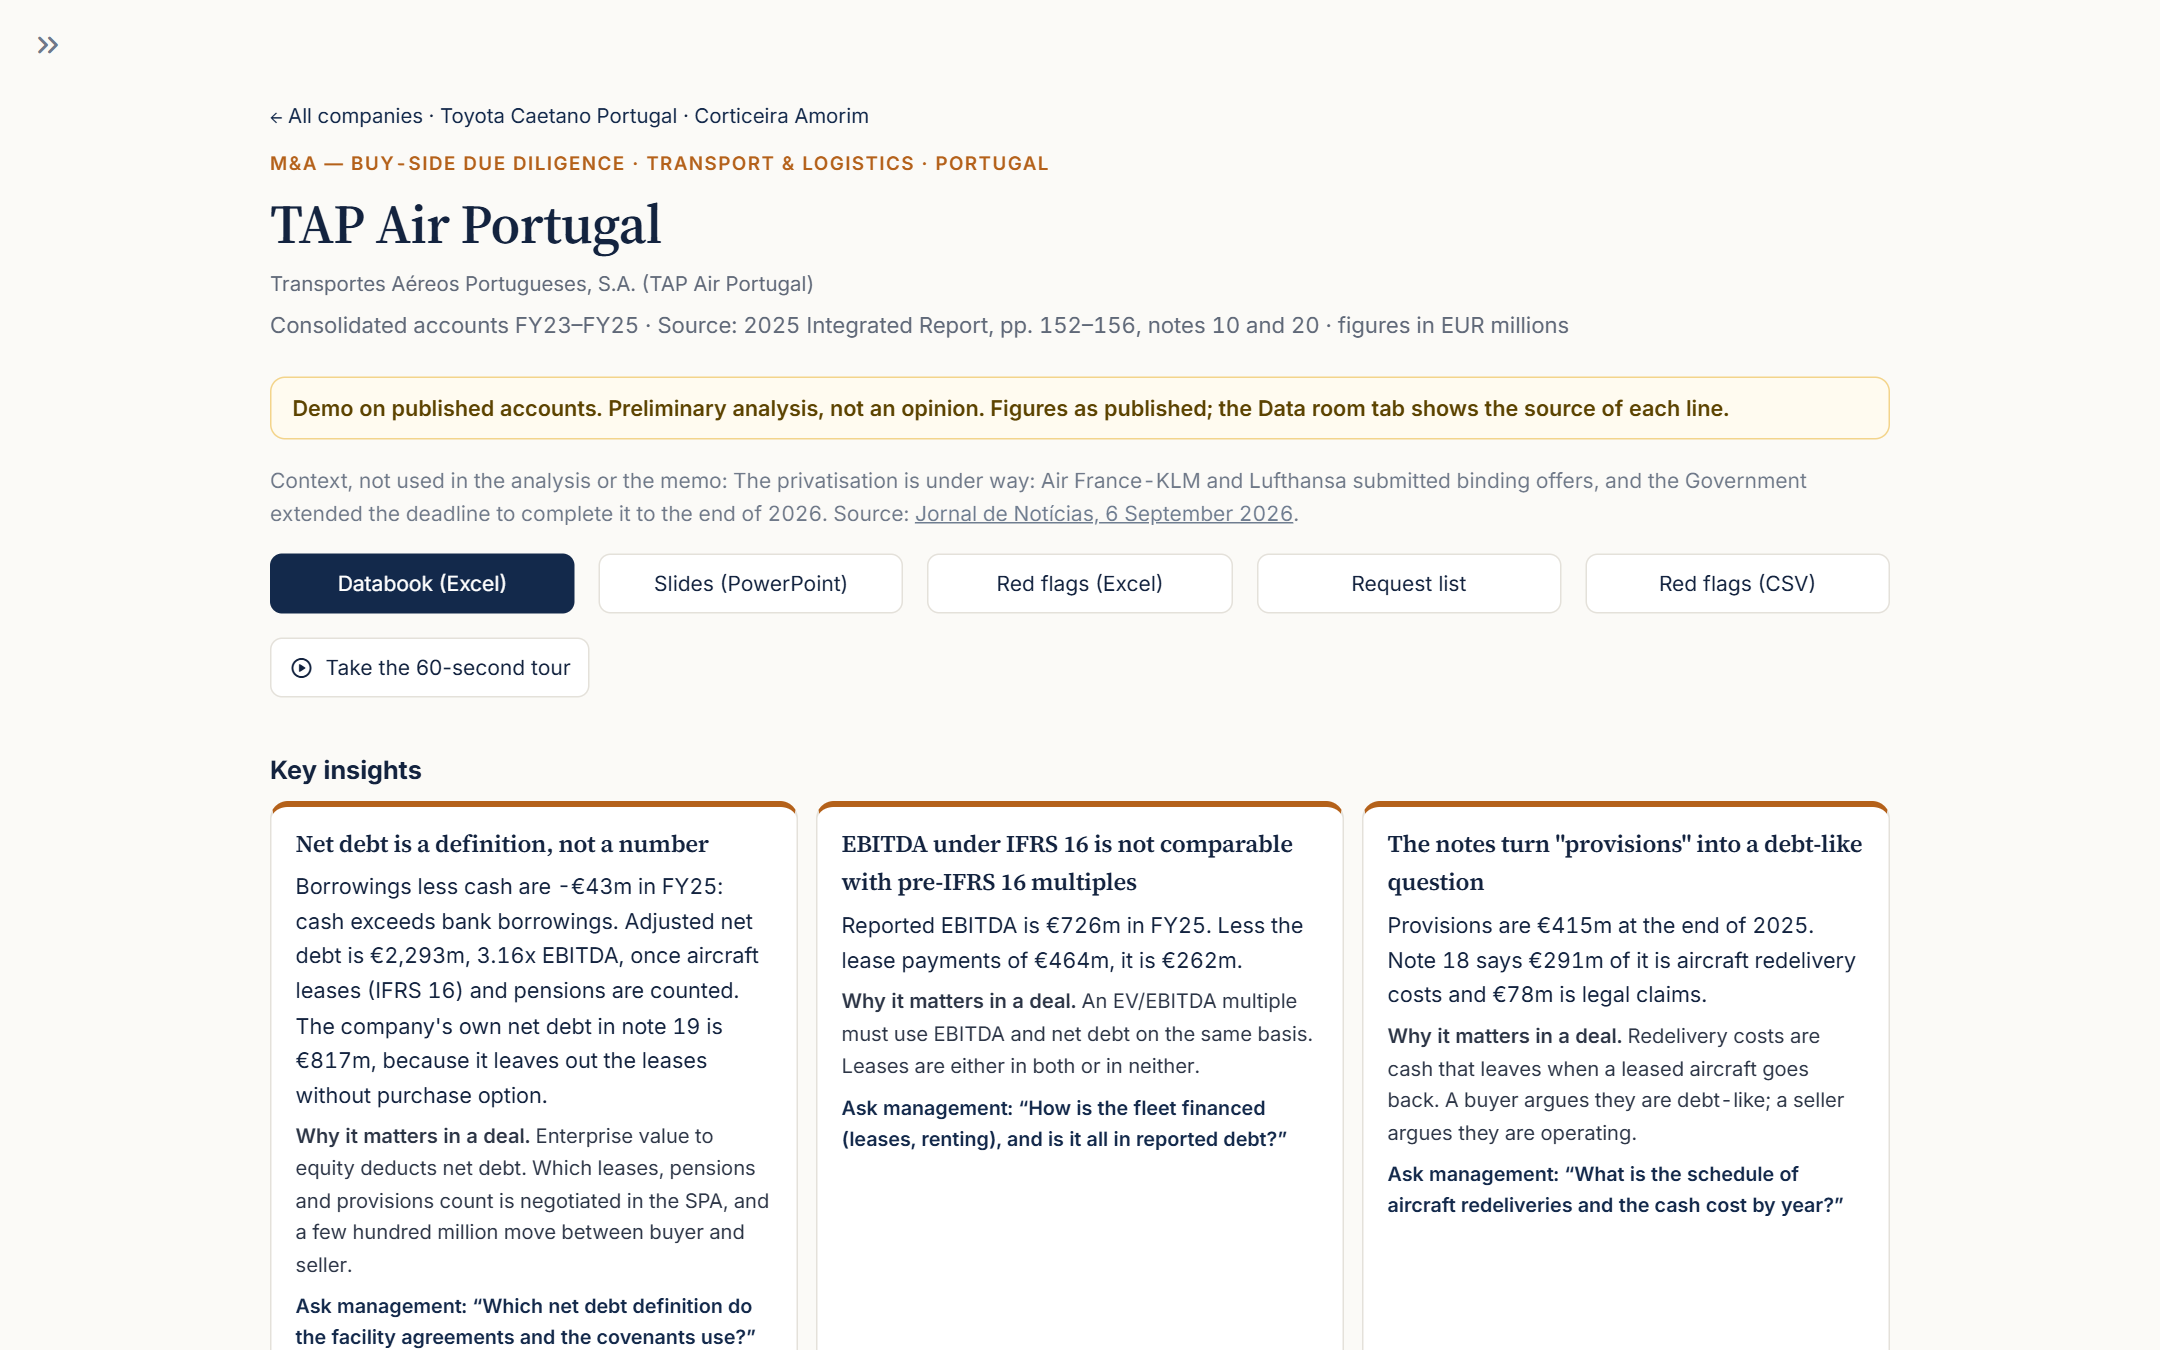 ← All companies · Toyota Caetano Portugal · Corticeira Amorim
M&A — BUY-SIDE DUE DILIGENCE · TRANSPORT & LOGISTICS · PORTUGAL
TAP Air Portugal
Transportes Aéreos Portugueses, S.A. (TAP Air Portugal)
Consolidated accounts FY23–FY25 · Source: 2025 Integrated Report, pp. 152–156, notes 10 and 20 · figures in EUR millions
Demo on published accounts. Preliminary analysis, not an opinion. Figures as published; the Data room tab shows the source of each line.
Context, not used in the analysis or the memo: The privatisation is under way: Air France-KLM and Lufthansa submitted binding offers, and the Government
extended the deadline to complete it to the end of 2026. Source: Jornal de Notícias, 6 September 2026.
Databook (Excel)
Slides (PowerPoint)
Red flags (Excel)
Request list
Red flags (CSV)
Take the 60-second tour
Key insights
Net debt is a definition, not a number
Borrowings less cash are -€43m in FY25:
cash exceeds bank borrowings. Adjusted net
debt is €2,293m, 3.16x EBITDA, once aircraft
leases (IFRS 16) and pensions are counted.
The company's own net debt in note 19 is
€817m, because it leaves out the leases
without purchase option.
Why it matters in a deal. Enterprise value to
equity deducts net debt. Which leases, pensions
and provisions count is negotiated in the SPA, and
a few hundred million move between buyer and
seller.
Ask management: “Which net debt definition do
the facility agreements and the covenants use?”
EBITDA under IFRS 16 is not comparable
with pre-IFRS 16 multiples
Reported EBITDA is €726m in FY25. Less the
lease payments of €464m, it is €262m.
Why it matters in a deal. An EV/EBITDA multiple
must use EBITDA and net debt on the same basis.
Leases are either in both or in neither.
Ask management: “How is the fleet financed
(leases, renting), and is it all in reported debt?”
The notes turn "provisions" into a debt-like
question
Provisions are €415m at the end of 2025.
Note 18 says €291m of it is aircraft redelivery
costs and €78m is legal claims.
Why it matters in a deal. Redelivery costs are
cash that leaves when a leased aircraft goes
back. A buyer argues they are debt-like; a seller
argues they are operating.
Ask management: “What is the schedule of
aircraft redeliveries and the cash cost by year?”